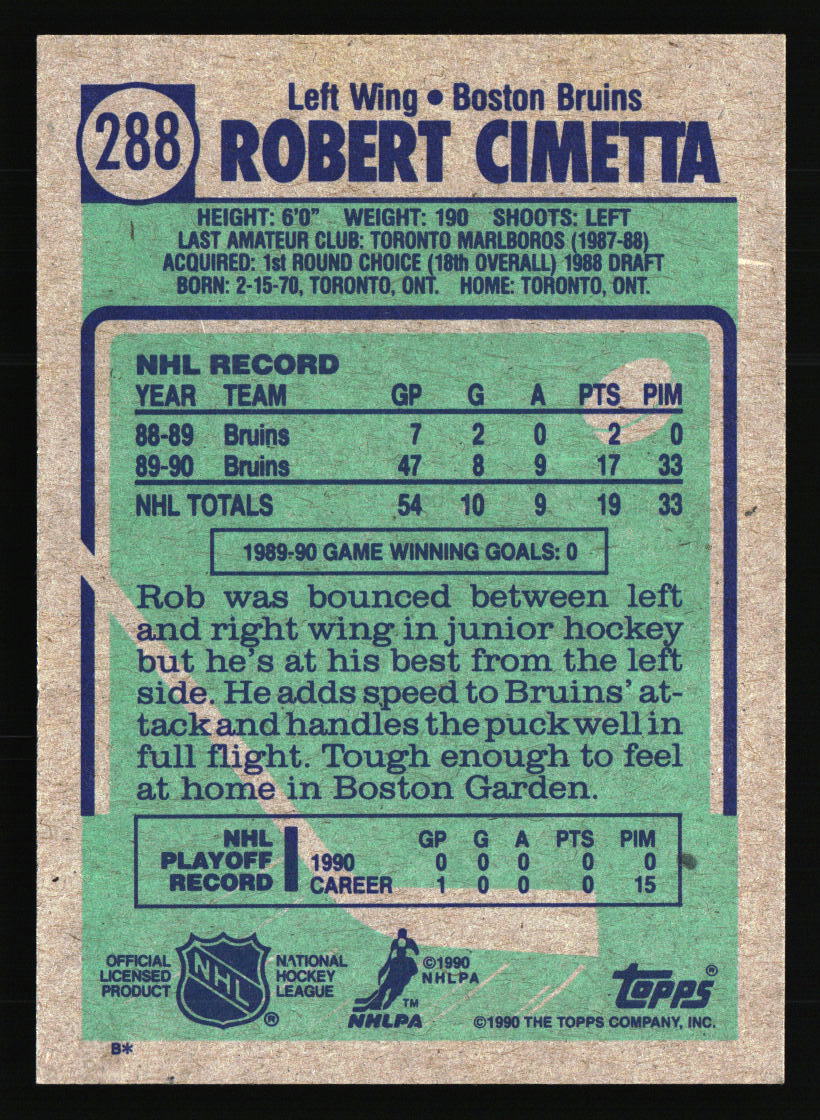 288
Left Wing • Boston Bruins
ROBERT CIMETTA
HEIGHT: 6'0" WEIGHT: 190 SHOOTS: LEFT
LAST AMATEUR CLUB: TORONTO MARLBOROS (1987-88)
ACQUIRED: 1st ROUND CHOICE (18th OVERALL) 1988 DRAFT
BORN: 2-15-70, TORONTO, ONT. HOME: TORONTO, ONT.
NHL RECORD
YEAR TEAM GP G A PTS PIM
88-89 Bruins 7 2 0 2 0
89-90 Bruins 47 8 9 17 33
NHL TOTALS 54 10 9 19 33
1989-90 GAME WINNING GOALS: 0
Rob was bounced between left
and right wing in junior hockey
but he's at his best from the left
side. He adds speed to Bruins' at-
tack and handles the puck well in
full flight. Tough enough to feel
at home in Boston Garden.
NHL PLAYOFF RECORD
GP G A PTS PIM
1990 0 0 0 0 0
CAREER 1 0 0 0 15
OFFICIAL
LICENSED
PRODUCT
NHL
®
NATIONAL
HOCKEY
LEAGUE
TM
NHLPA
©1990
NHLPA
topps®
©1990 THE TOPPS COMPANY, INC.
B*